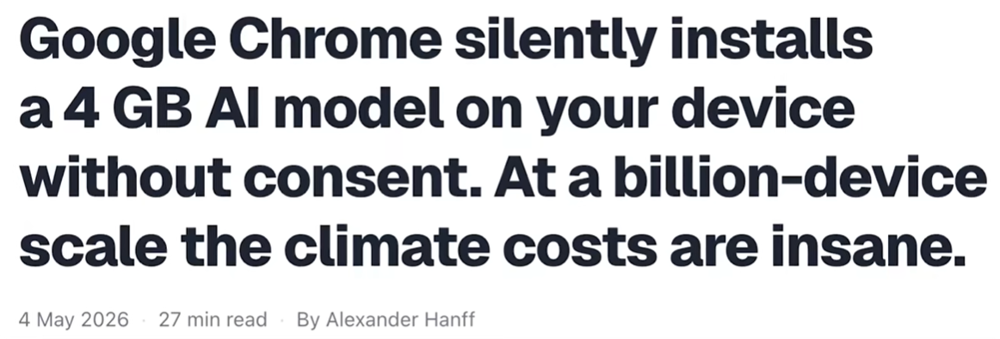 Google Chrome silently installs
a 4 GB AI model on your device
without consent. At a billion-device
scale the climate costs are insane.
4 May 2026 · 27 min read · By Alexander Hanff